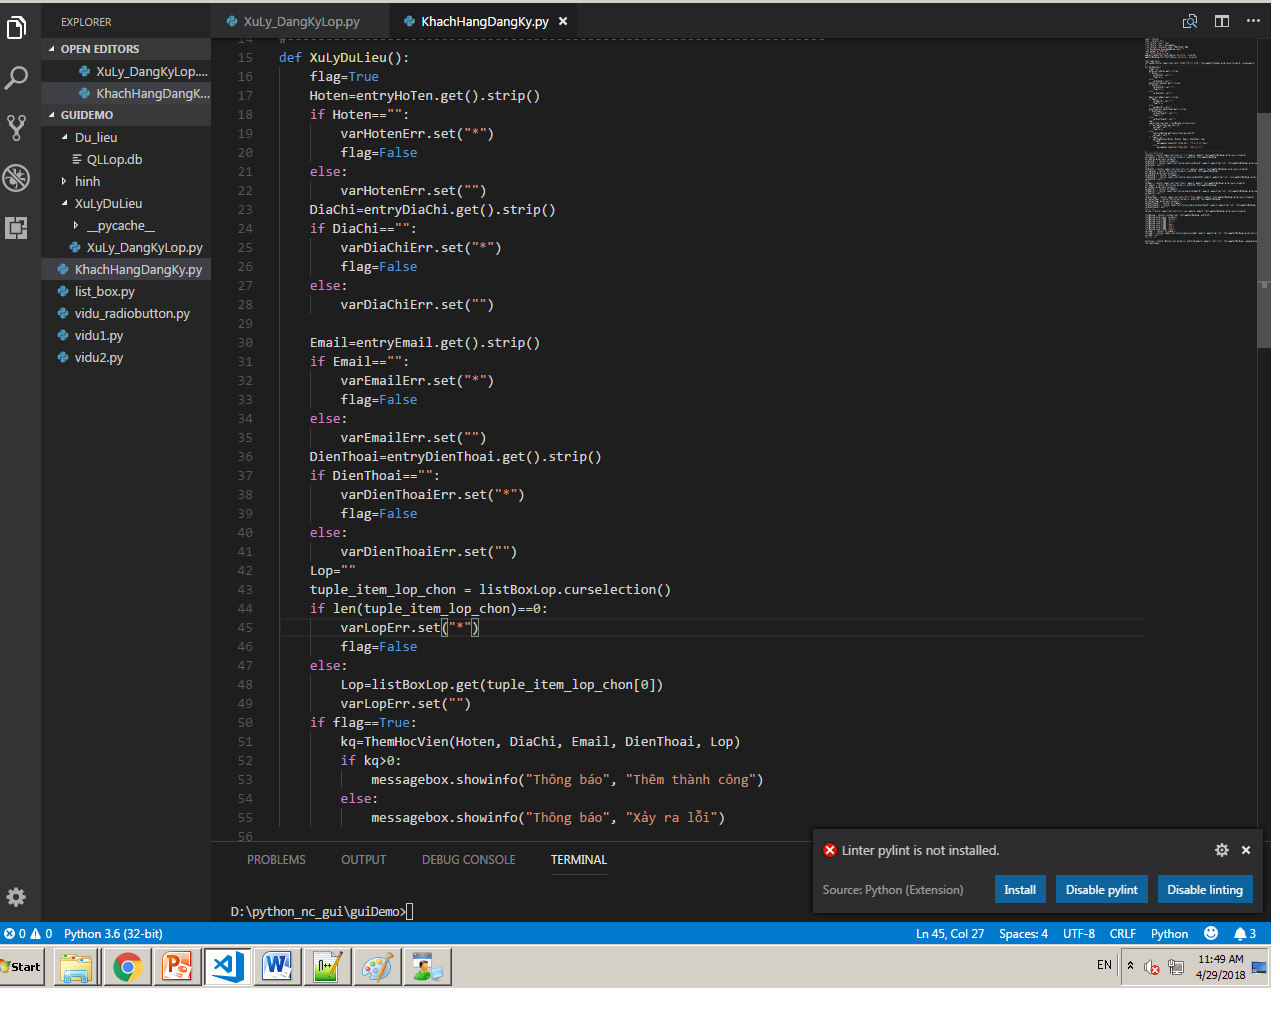 EXPLORER
OPEN EDITORS
XuLy_DangKyLop....
KhachHangDangK...
GUIDEMO
Du_lieu
QLLop.db
hinh
XuLyDuLieu
__pycache__
XuLy_DangKyLop.py
KhachHangDangKy.py
list_box.py
vidu_radiobutton.py
vidu1.py
vidu2.py
XuLy_DangKyLop.py
KhachHangDangKy.py
14 #----------------------------------------------------------------------
15 def XuLyDuLieu():
16     flag=True
17     Hoten=entryHoTen.get().strip()
18     if Hoten=="":
19         varHotenErr.set("*")
20         flag=False
21     else:
22         varHotenErr.set("")
23     DiaChi=entryDiaChi.get().strip()
24     if DiaChi=="":
25         varDiaChiErr.set("*")
26         flag=False
27     else:
28         varDiaChiErr.set("")
29
30     Email=entryEmail.get().strip()
31     if Email=="":
32         varEmailErr.set("*")
33         flag=False
34     else:
35         varEmailErr.set("")
36     DienThoai=entryDienThoai.get().strip()
37     if DienThoai=="":
38         varDienThoaiErr.set("*")
39         flag=False
40     else:
41         varDienThoaiErr.set("")
42     Lop=""
43     tuple_item_lop_chon = listBoxLop.curselection()
44     if len(tuple_item_lop_chon)==0:
45         varLopErr.set("*")
46         flag=False
47     else:
48         Lop=listBoxLop.get(tuple_item_lop_chon[0])
49         varLopErr.set("")
50     if flag==True:
51         kq=ThemHocVien(Hoten, DiaChi, Email, DienThoai, Lop)
52         if kq>0:
53             messagebox.showinfo("Thông báo", "Thêm thành công")
54         else:
55             messagebox.showinfo("Thông báo", "Xảy ra lỗi")
56
PROBLEMS OUTPUT DEBUG CONSOLE TERMINAL
D:\python_nc_gui\guiDemo>
Linter pylint is not installed.
Source: Python (Extension) Install Disable pylint Disable linting
0 0 Python 3.6 (32-bit) Ln 45, Col 27 Spaces: 4 UTF-8 CRLF Python 3
Start EN 11:49 AM
4/29/2018